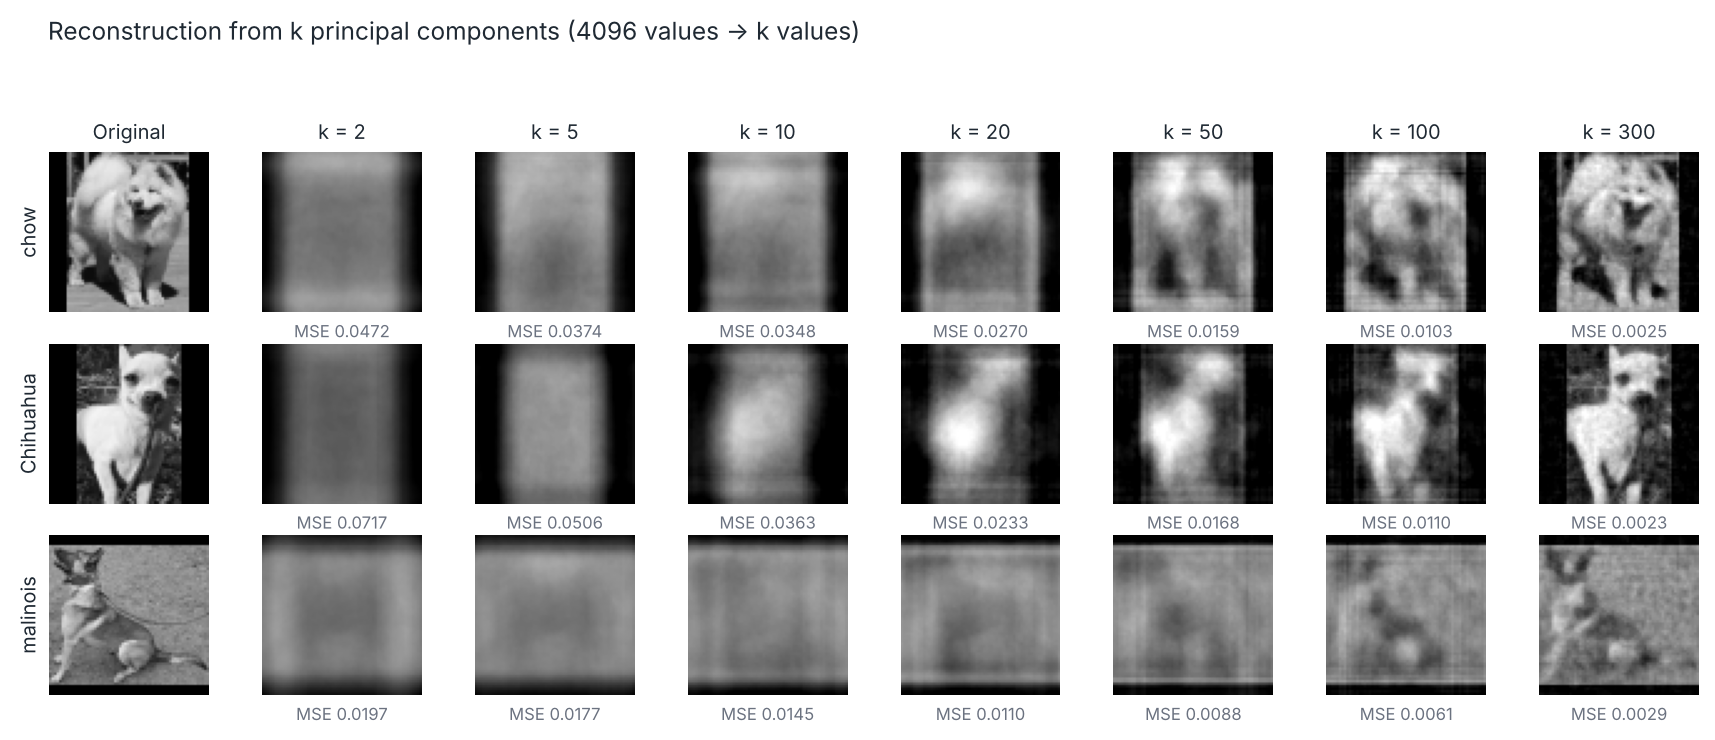 Reconstruction from k principal components (4096 values → k values)
Original k = 2 k = 5 k = 10 k = 20 k = 50 k = 100 k = 300
chow
MSE 0.0472 MSE 0.0374 MSE 0.0348 MSE 0.0270 MSE 0.0159 MSE 0.0103 MSE 0.0025
Chihuahua
MSE 0.0717 MSE 0.0506 MSE 0.0363 MSE 0.0233 MSE 0.0168 MSE 0.0110 MSE 0.0023
malinois
MSE 0.0197 MSE 0.0177 MSE 0.0145 MSE 0.0110 MSE 0.0088 MSE 0.0061 MSE 0.0029